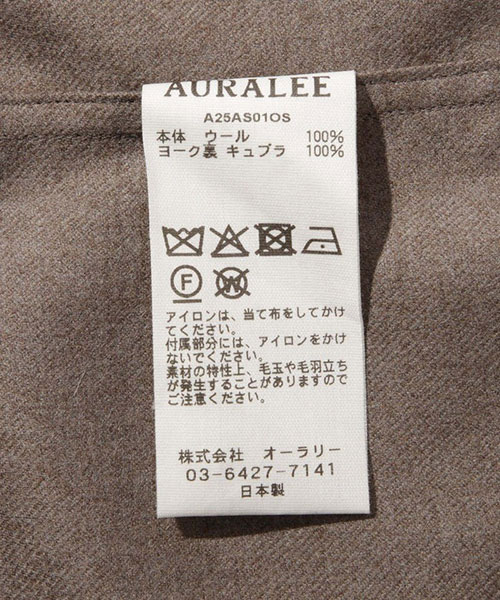 AURALEE
A25AS01OS
本体 ウール 100%
ヨーク裏 キュプラ 100%
F
W
アイロンは、当て布をしてかけ
てください。
付属部分には、アイロンをかけ
ないでください。
素材の特性上、毛玉や毛羽立ち
が発生することがありますので
ご注意ください。
株式会社 オーラリー
03-6427-7141
日本製